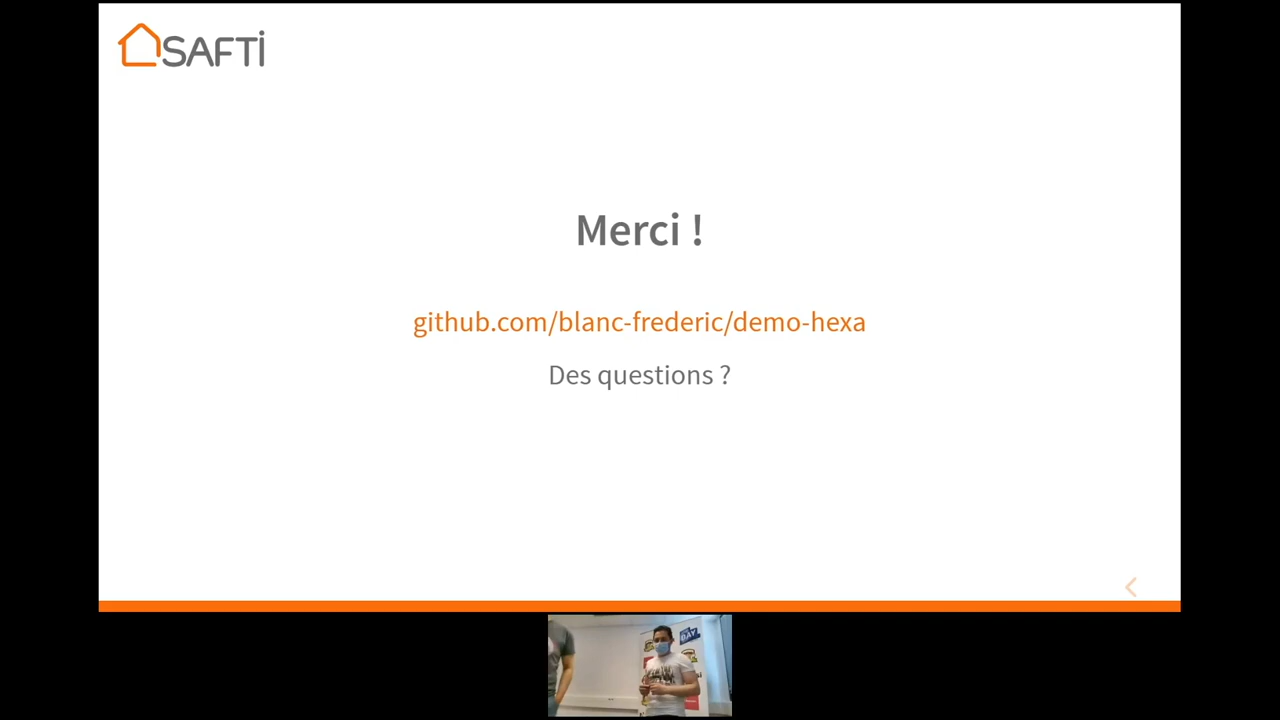 SAFTI
Merci !
github.com/blanc-frederic/demo-hexa
Des questions ?